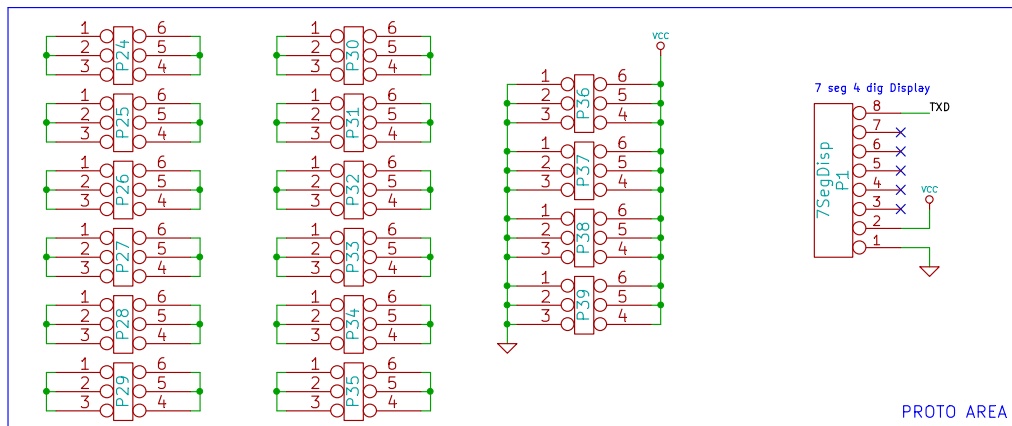 1 P24 6
2 5
3 4
1 P25 6
2 5
3 4
1 P26 6
2 5
3 4
1 P27 6
2 5
3 4
1 P28 6
2 5
3 4
1 P29 6
2 5
3 4
1 P30 6
2 5
3 4
1 P31 6
2 5
3 4
1 P32 6
2 5
3 4
1 P33 6
2 5
3 4
1 P34 6
2 5
3 4
1 P35 6
2 5
3 4
VCC
1 P36 6
2 5
3 4
1 P37 6
2 5
3 4
1 P38 6
2 5
3 4
1 P39 6
2 5
3 4
7 seg 4 dig Display
7SegDisp
P1
8 TXD
7
6
5
4
3
VCC
2
1
PROTO AREA